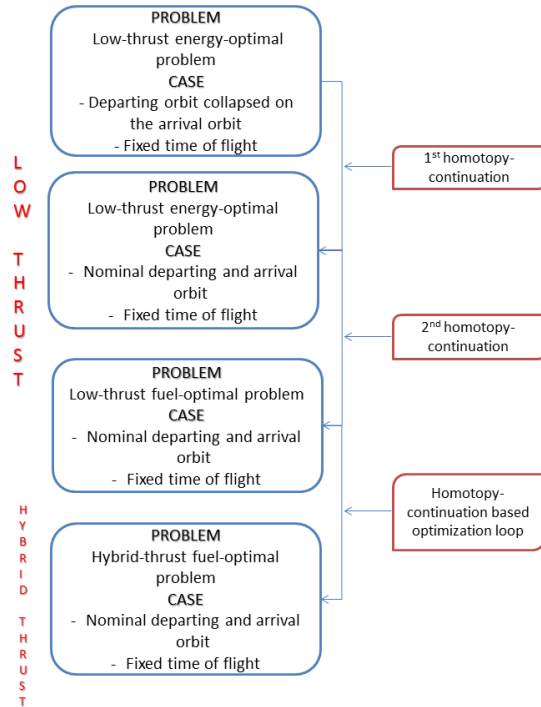 PROBLEM
Low-thrust energy-optimal
problem
CASE
- Departing orbit collapsed on
the arrival orbit
- Fixed time of flight
1st homotopy-
continuation
LOW THRUST
PROBLEM
Low-thrust energy-optimal
problem
CASE
- Nominal departing and arrival
orbit
- Fixed time of flight
2nd homotopy-
continuation
PROBLEM
Low-thrust fuel-optimal problem
CASE
- Nominal departing and arrival
orbit
- Fixed time of flight
Homotopy-
continuation based
optimization loop
HYBRID THRUST
PROBLEM
Hybrid-thrust fuel-optimal
problem
CASE
- Nominal departing and arrival
orbit
- Fixed time of flight